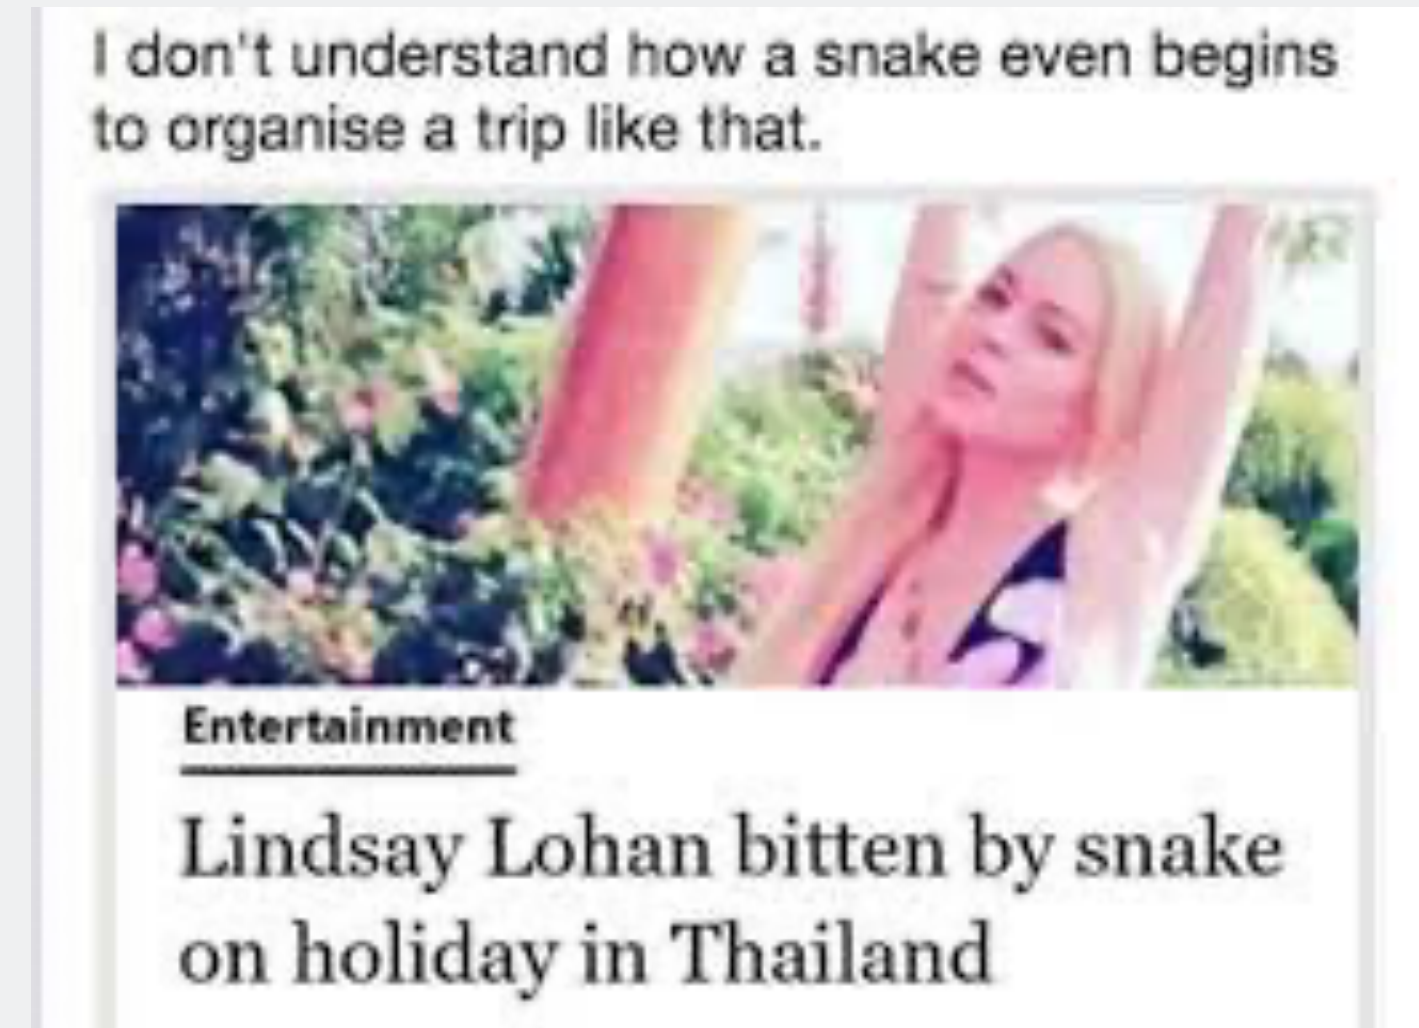 I don't understand how a snake even begins
to organise a trip like that.
Entertainment
Lindsay Lohan bitten by snake
on holiday in Thailand